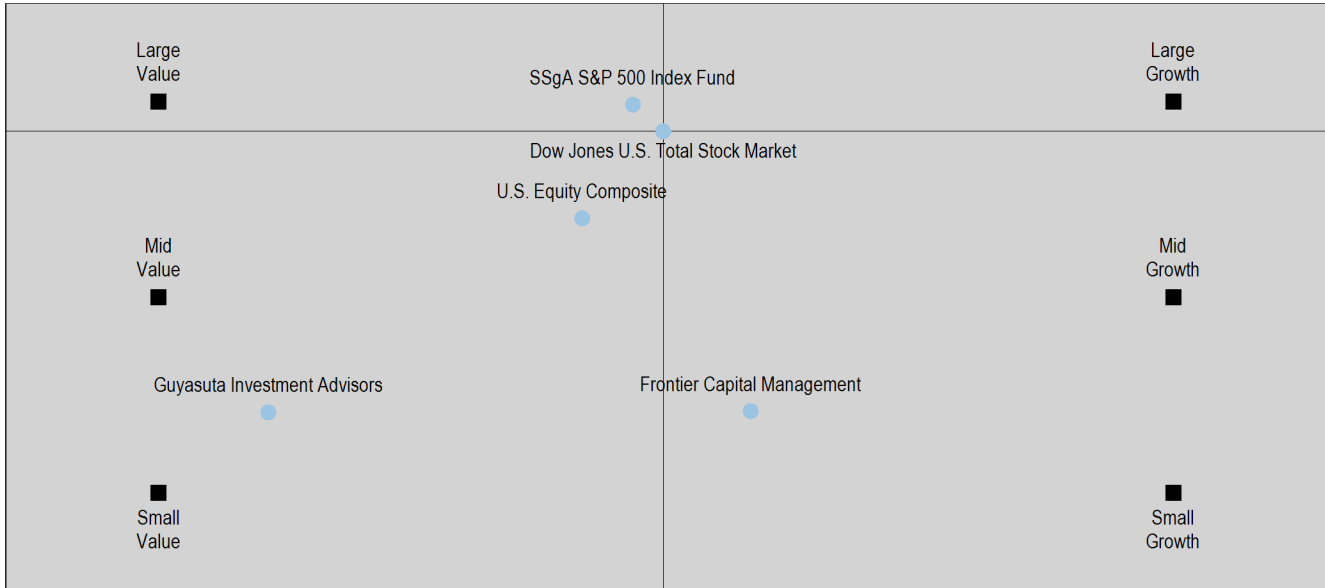 Large
Value
Large
Growth
SSgA S&P 500 Index Fund
Dow Jones U.S. Total Stock Market
U.S. Equity Composite
Mid
Value
Mid
Growth
Guyasuta Investment Advisors
Frontier Capital Management
Small
Value
Small
Growth